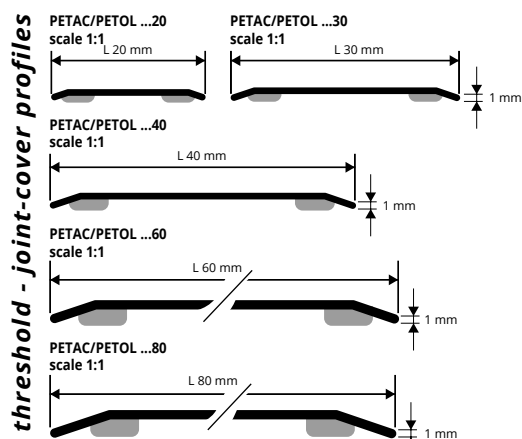 threshold - joint-cover profiles
PETAC/PETOL ...20
scale 1:1
L 20 mm
PETAC/PETOL ...30
scale 1:1
L 30 mm
1 mm
PETAC/PETOL ...40
scale 1:1
L 40 mm
1 mm
PETAC/PETOL ...60
scale 1:1
L 60 mm
1 mm
PETAC/PETOL ...80
scale 1:1
L 80 mm
1 mm